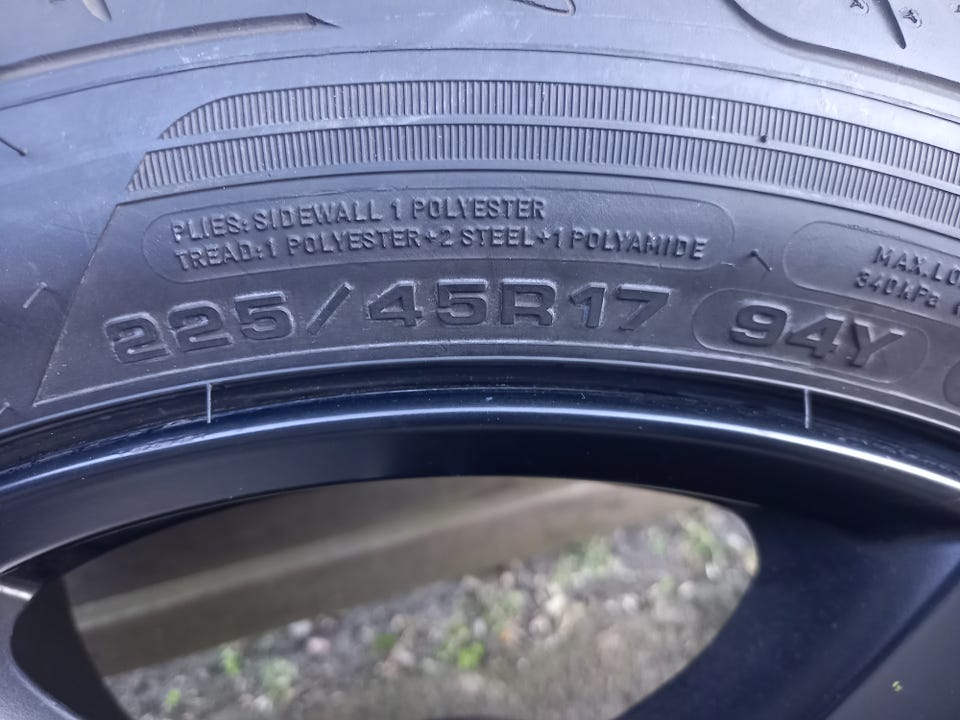 PLIES: SIDEWALL 1 POLYESTER
TREAD: 1 POLYESTER+2 STEEL+1 POLYAMIDE
MAX.LO
340kPa
225/45R17 94Y